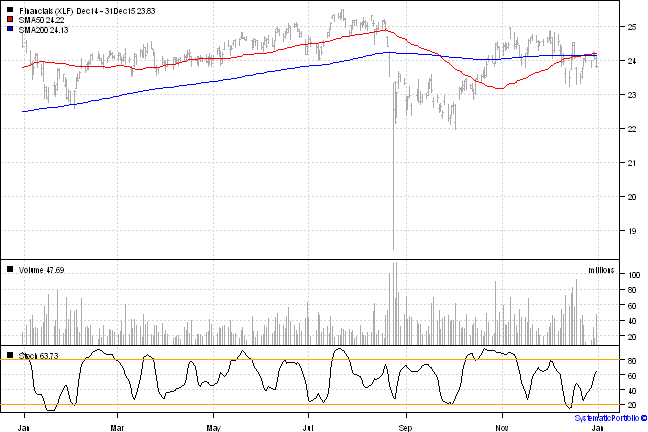 Financials (XLF) Dec14 - 31Dec15 23.83
SMA50 24.22
SMA200 24.13
25
24
23
22
21
20
19
Volume 47.69
millions
100
80
60
40
20
Stoch 63.73
80
60
40
20
SystematicPortfolio ©
Jan
Mar
May
Jul
Sep
Nov
Jan